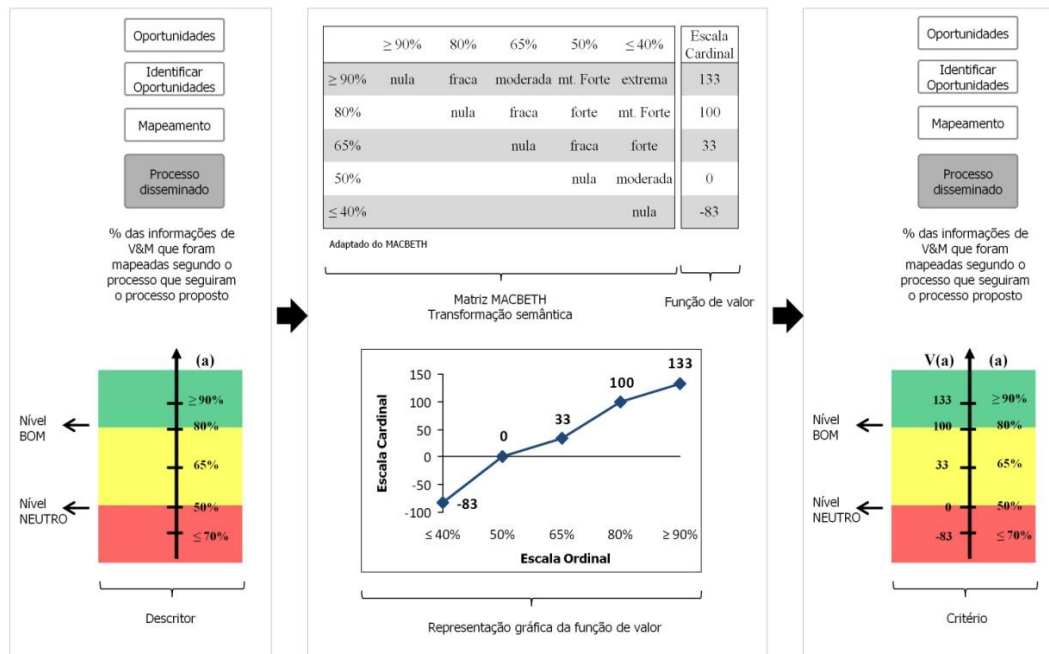 Oportunidades
Identificar
Oportunidades
Mapeamento
Processo
disseminado
% das informações de
V&M que foram
mapeadas segundo o
processo que seguiram
o processo proposto
(a)
≥ 90%
Nível
BOM
80%
65%
Nível
NEUTRO
50%
≤ 70%
Descritor
≥ 90% 80% 65% 50% ≤ 40% Escala
Cardinal
≥ 90% nula fraca moderada mt. Forte extrema 133
80% nula fraca forte mt. Forte 100
65% nula fraca forte 33
50% nula moderada 0
≤ 40% nula -83
Adaptado do MACBETH
Matriz MACBETH
Transformação semântica
Função de valor
Escala Cardinal
150
100
50
0
-50
-100
-83
0
33
100
133
≤ 40% 50% 65% 80% ≥ 90%
Escala Ordinal
Representação gráfica da função de valor
Oportunidades
Identificar
Oportunidades
Mapeamento
Processo
disseminado
% das informações de
V&M que foram
mapeadas segundo o
processo que seguiram
o processo proposto
V(a) (a)
133 ≥ 90%
Nível
BOM
100 80%
33 65%
Nível
NEUTRO
0 50%
-83 ≤ 70%
Critério